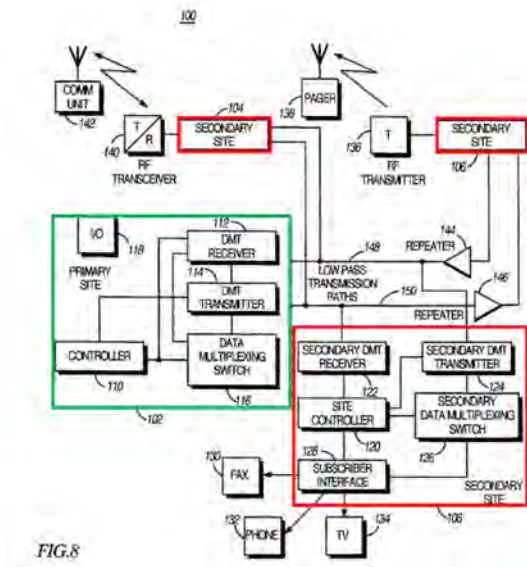 100
COMM
UNIT
142
T
R
140
RF
TRANSCEIVER
104
SECONDARY
SITE
PAGER
138
T
136
RF
TRANSMITTER
SECONDARY
SITE
106
I/O
118
PRIMARY
SITE
112
DMT
RECEIVER
114
DMT
TRANSMITTER
CONTROLLER
110
DATA
MULTIPLEXING
SWITCH
116
102
148
LOW PASS
TRANSMISSION
PATHS
150
REPEATER
144
146
REPEATER
SECONDARY DMT
RECEIVER
122
SECONDARY DMT
TRANSMITTER
124
SITE
CONTROLLER
120
SECONDARY
DATA MULTIPLEXING
SWITCH
126
128
SUBSCRIBER
INTERFACE
SECONDARY
SITE
108
130
FAX
132
PHONE
TV
134
FIG.8